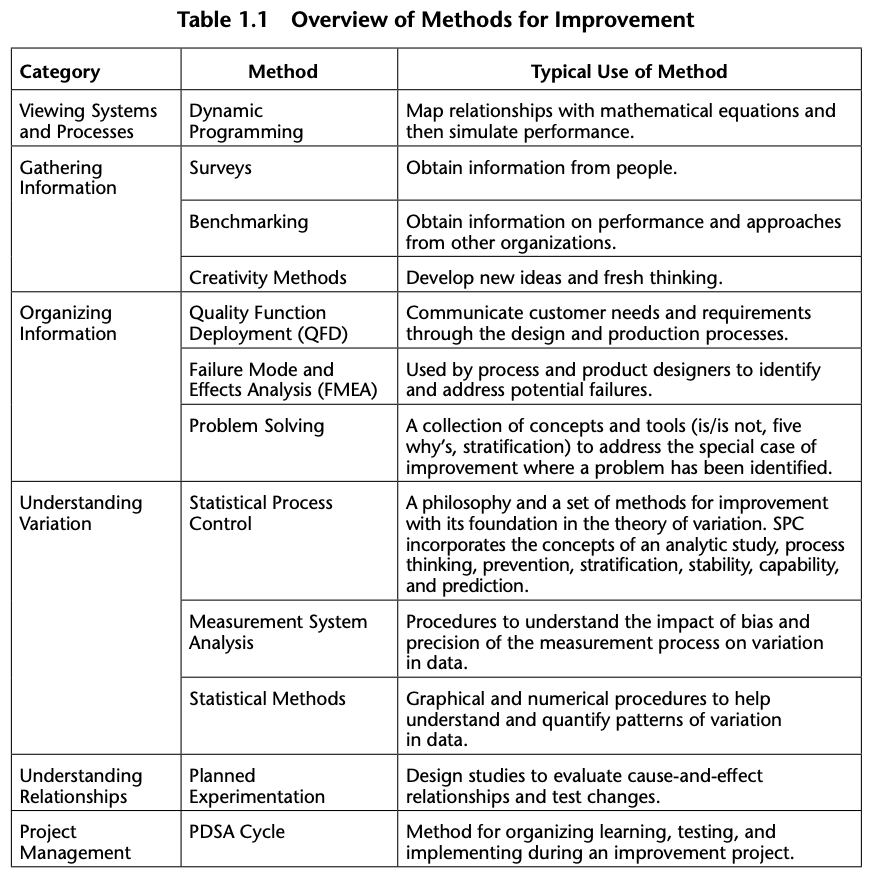 Table 1.1 Overview of Methods for Improvement
Category Method Typical Use of Method
Viewing Systems
and Processes
Dynamic
Programming
Map relationships with mathematical equations and
then simulate performance.
Gathering
Information
Surveys
Obtain information from people.
Benchmarking
Obtain information on performance and approaches
from other organizations.
Creativity Methods
Develop new ideas and fresh thinking.
Organizing
Information
Quality Function
Deployment (QFD)
Communicate customer needs and requirements
through the design and production processes.
Failure Mode and
Effects Analysis (FMEA)
Used by process and product designers to identify
and address potential failures.
Problem Solving
A collection of concepts and tools (is/is not, five
why’s, stratification) to address the special case of
improvement where a problem has been identified.
Understanding
Variation
Statistical Process
Control
A philosophy and a set of methods for improvement
with its foundation in the theory of variation. SPC
incorporates the concepts of an analytic study, process
thinking, prevention, stratification, stability, capability,
and prediction.
Measurement System
Analysis
Procedures to understand the impact of bias and
precision of the measurement process on variation
in data.
Statistical Methods
Graphical and numerical procedures to help
understand and quantify patterns of variation
in data.
Understanding
Relationships
Planned
Experimentation
Design studies to evaluate cause-and-effect
relationships and test changes.
Project
Management
PDSA Cycle
Method for organizing learning, testing, and
implementing during an improvement project.